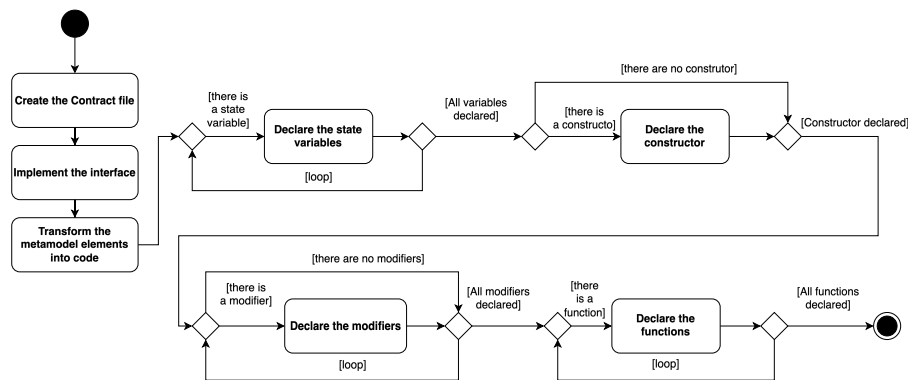 Create the Contract file
Implement the interface
Transform the
metamodel elements
into code
[there is
a state
variable]
Declare the state
variables
[loop]
[All variables
declared]
[there are no construtor]
[there is
a constructo]
Declare the
constructor
[Constructor declared]
[there are no modifiers]
[there is
a modifier]
Declare the modifiers
[loop]
[All modifiers
declared]
[there
is a
function]
Declare the
functions
[loop]
[All functions
declared]